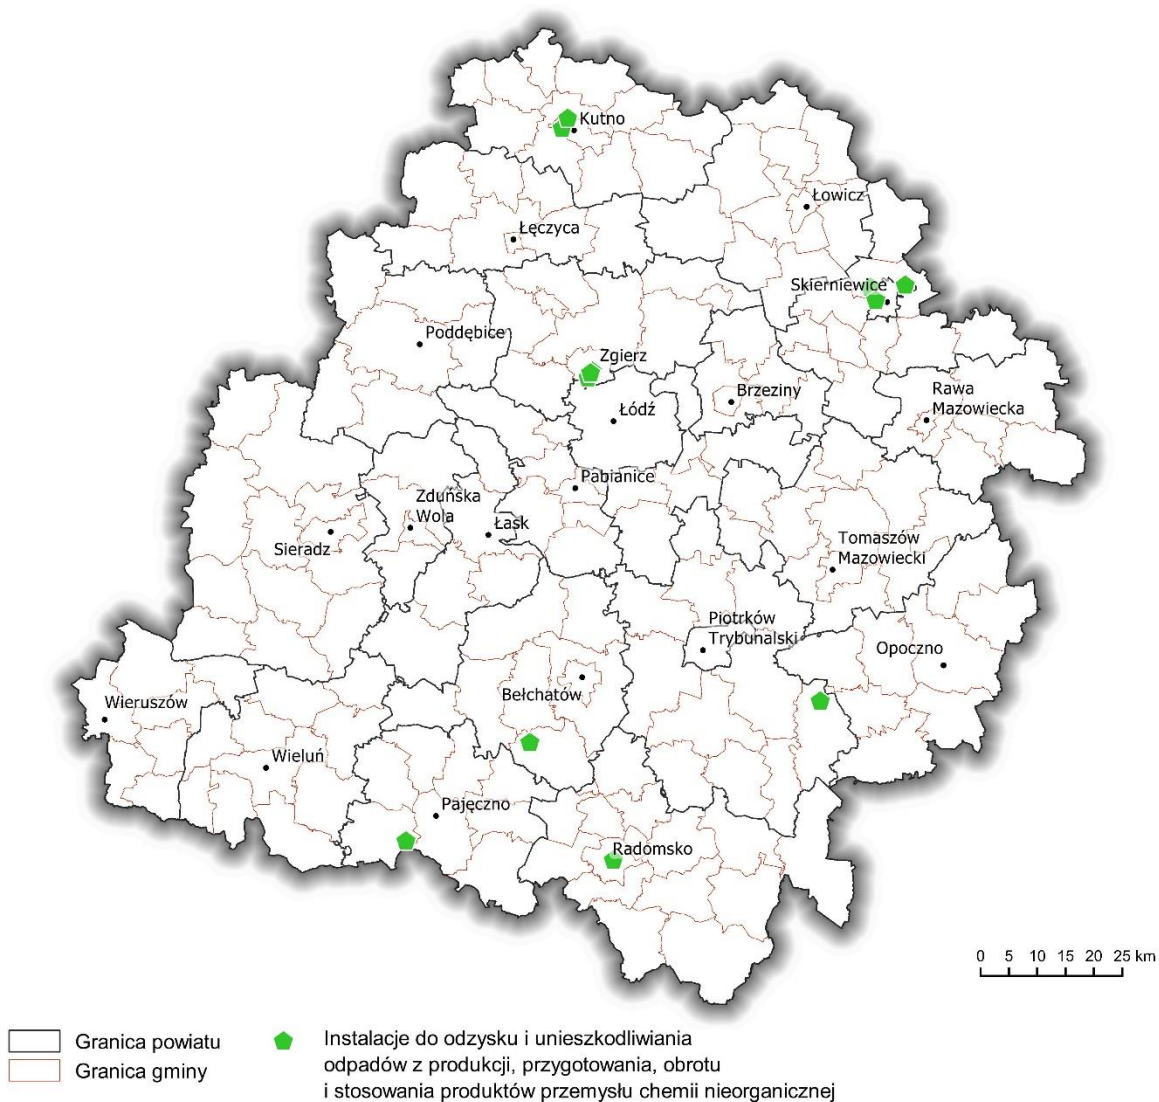 Kutno
Łowicz
Łęczyca
Skierniewice
Poddębice
Zgierz
Brzeziny
Rawa
Mazowiecka
Łódź
Pabianice
Zduńska
Wola
Łask
Sieradz
Tomaszów
Mazowiecki
Piotrków
Trybunalski
Opoczno
Bełchatów
Wieruszów
Wieluń
Pajęczno
Radomsko
0 5 10 15 20 25 km
Granica powiatu
Granica gminy
Instalacje do odzysku i unieszkodliwiania
odpadów z produkcji, przygotowania, obrotu
i stosowania produktów przemysłu chemii nieorganicznej